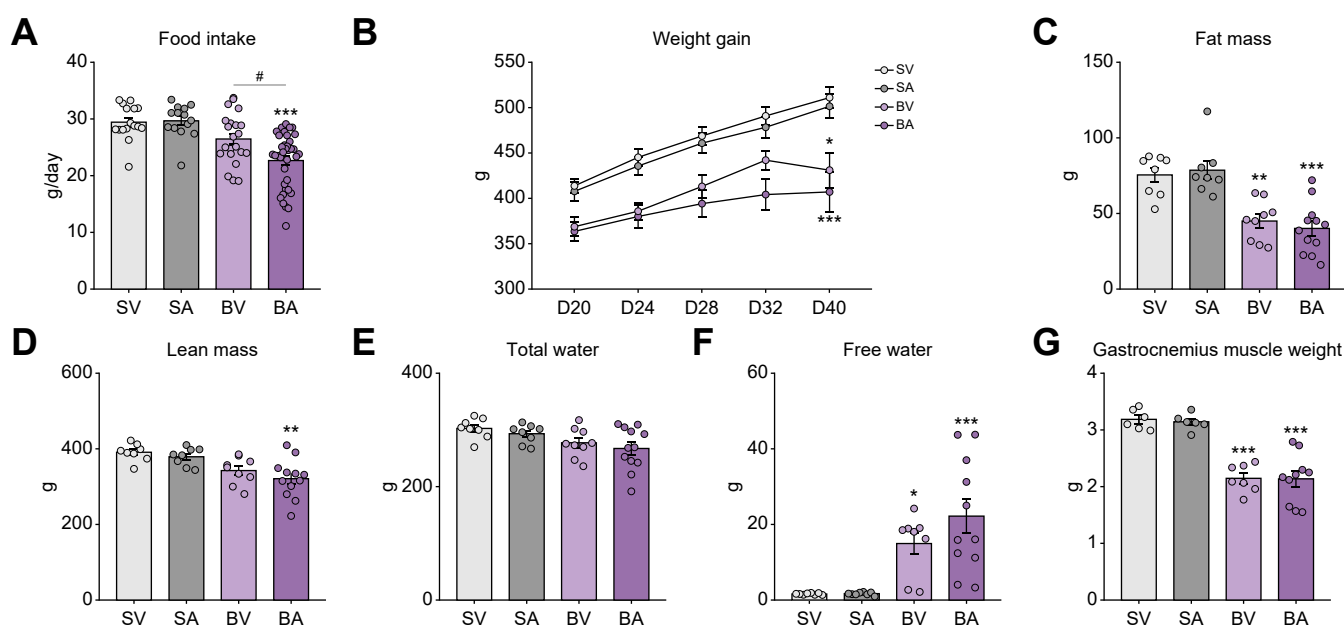 A
Food intake
g/day
40
30
20
10
0
#
***
SV SA BV BA
B
Weight gain
g
550
500
450
400
350
300
*
***
D20 D24 D28 D32 D40
SV
SA
BV
BA
C
Fat mass
g
150
100
50
0
**
***
SV SA BV BA
D
Lean mass
g
600
400
200
0
**
SV SA BV BA
E
Total water
g
400
200
0
SV SA BV BA
F
Free water
g
60
40
20
0
*
***
SV SA BV BA
G
Gastrocnemius muscle weight
g
4
3
2
1
0
***
***
SV SA BV BA